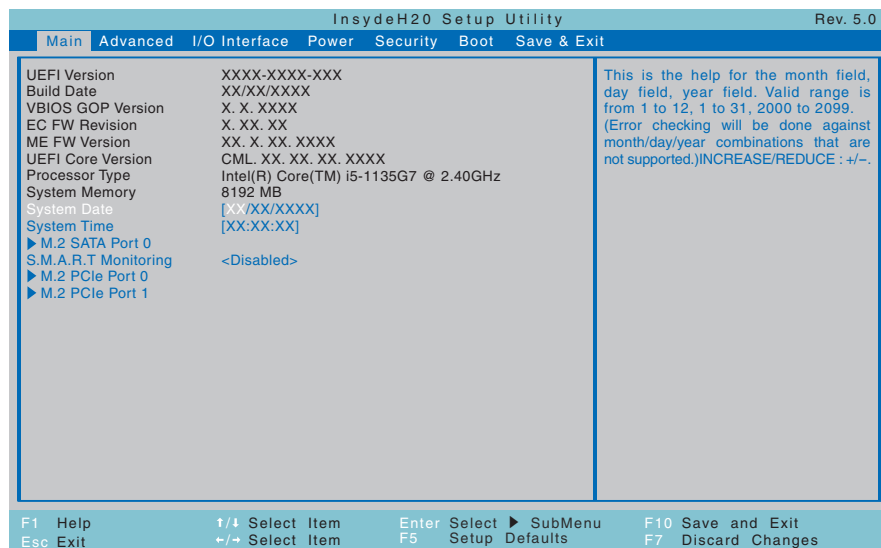 InsydeH20 Setup Utility Rev. 5.0
Main Advanced I/O Interface Power Security Boot Save & Exit
UEFI Version XXXX-XXXX-XXX
Build Date XX/XX/XXXX
VBIOS GOP Version X. X. XXXX
EC FW Revision X. XX. XX
ME FW Version XX. X. XX. XXXX
UEFI Core Version CML. XX. XX. XX. XXXX
Processor Type Intel(R) Core(TM) i5-1135G7 @ 2.40GHz
System Memory 8192 MB
System Date [XX/XX/XXXX]
System Time [XX:XX:XX]
▶ M.2 SATA Port 0
S.M.A.R.T Monitoring <Disabled>
▶ M.2 PCIe Port 0
▶ M.2 PCIe Port 1
This is the help for the month field,
day field, year field. Valid range is
from 1 to 12, 1 to 31, 2000 to 2099.
(Error checking will be done against
month/day/year combinations that are
not supported.)INCREASE/REDUCE : +/−.
F1 Help ↑/↓ Select Item Enter Select ▶ SubMenu F10 Save and Exit
Esc Exit ←/→ Select Item F5 Setup Defaults F7 Discard Changes